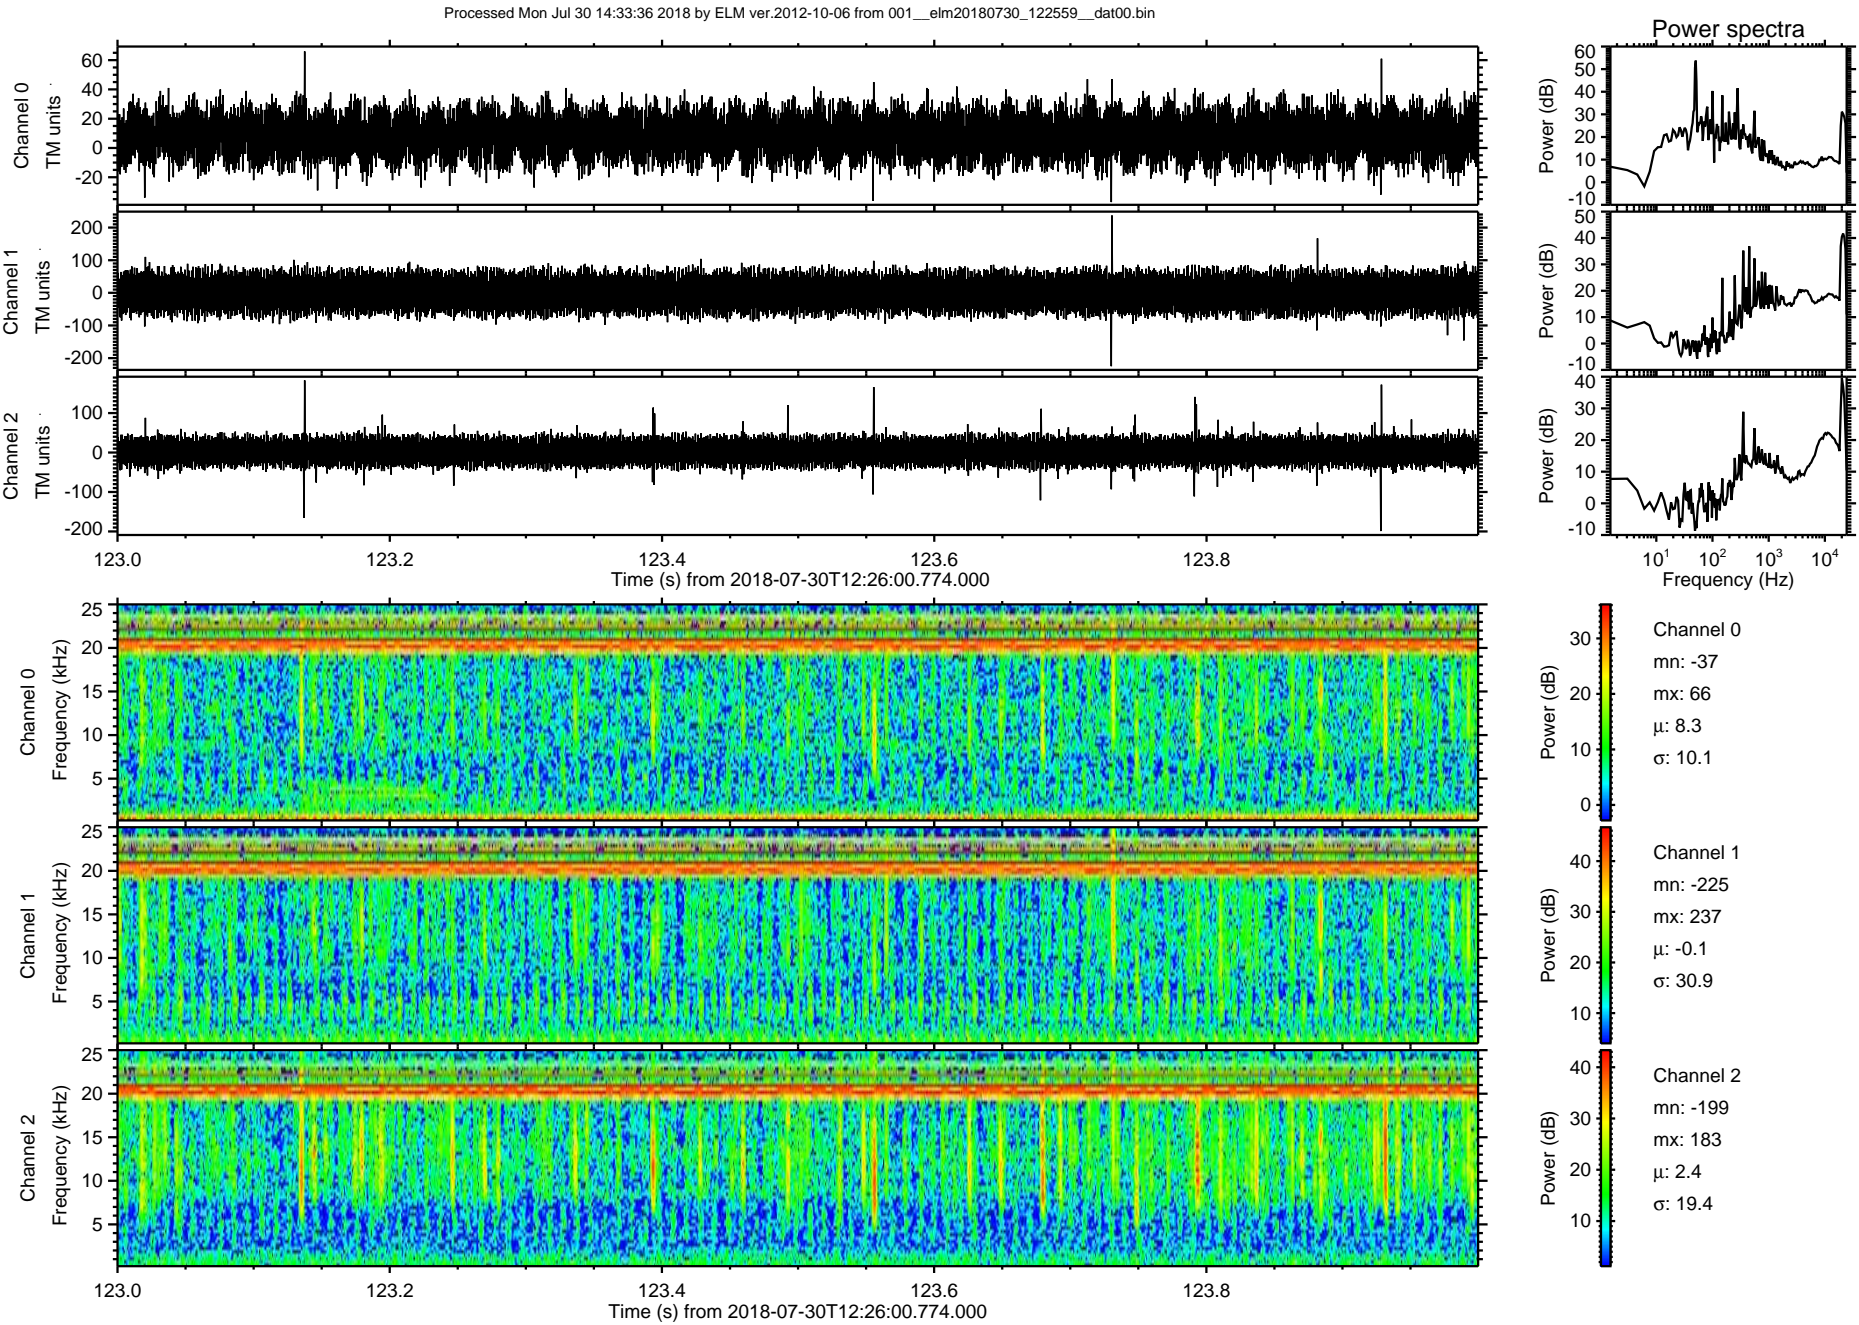 Processed Mon Jul 30 14:33:36 2018 by ELM ver.2012-10-06 from 001__elm20180730_122559__dat00.bin
Power spectra
Channel 0
TM units
60
40
20
0
-20
Power (dB)
60
50
40
30
20
10
0
-10
Channel 1
TM units
200
100
0
-100
-200
Power (dB)
50
40
30
20
10
0
-10
Channel 2
TM units
100
0
-100
-200
Power (dB)
40
30
20
10
0
-10
123.0 123.2 123.4 123.6 123.8
Time (s) from 2018-07-30T12:26:00.774.000
10¹ 10² 10³ 10⁴
Frequency (Hz)
Channel 0
Frequency (kHz)
25
20
15
10
5
Power (dB)
30
20
10
0
Channel 0
mn: -37
mx: 66
μ: 8.3
σ: 10.1
Channel 1
Frequency (kHz)
25
20
15
10
5
Power (dB)
40
30
20
10
Channel 1
mn: -225
mx: 237
μ: -0.1
σ: 30.9
Channel 2
Frequency (kHz)
25
20
15
10
5
Power (dB)
40
30
20
10
Channel 2
mn: -199
mx: 183
μ: 2.4
σ: 19.4
123.0 123.2 123.4 123.6 123.8
Time (s) from 2018-07-30T12:26:00.774.000